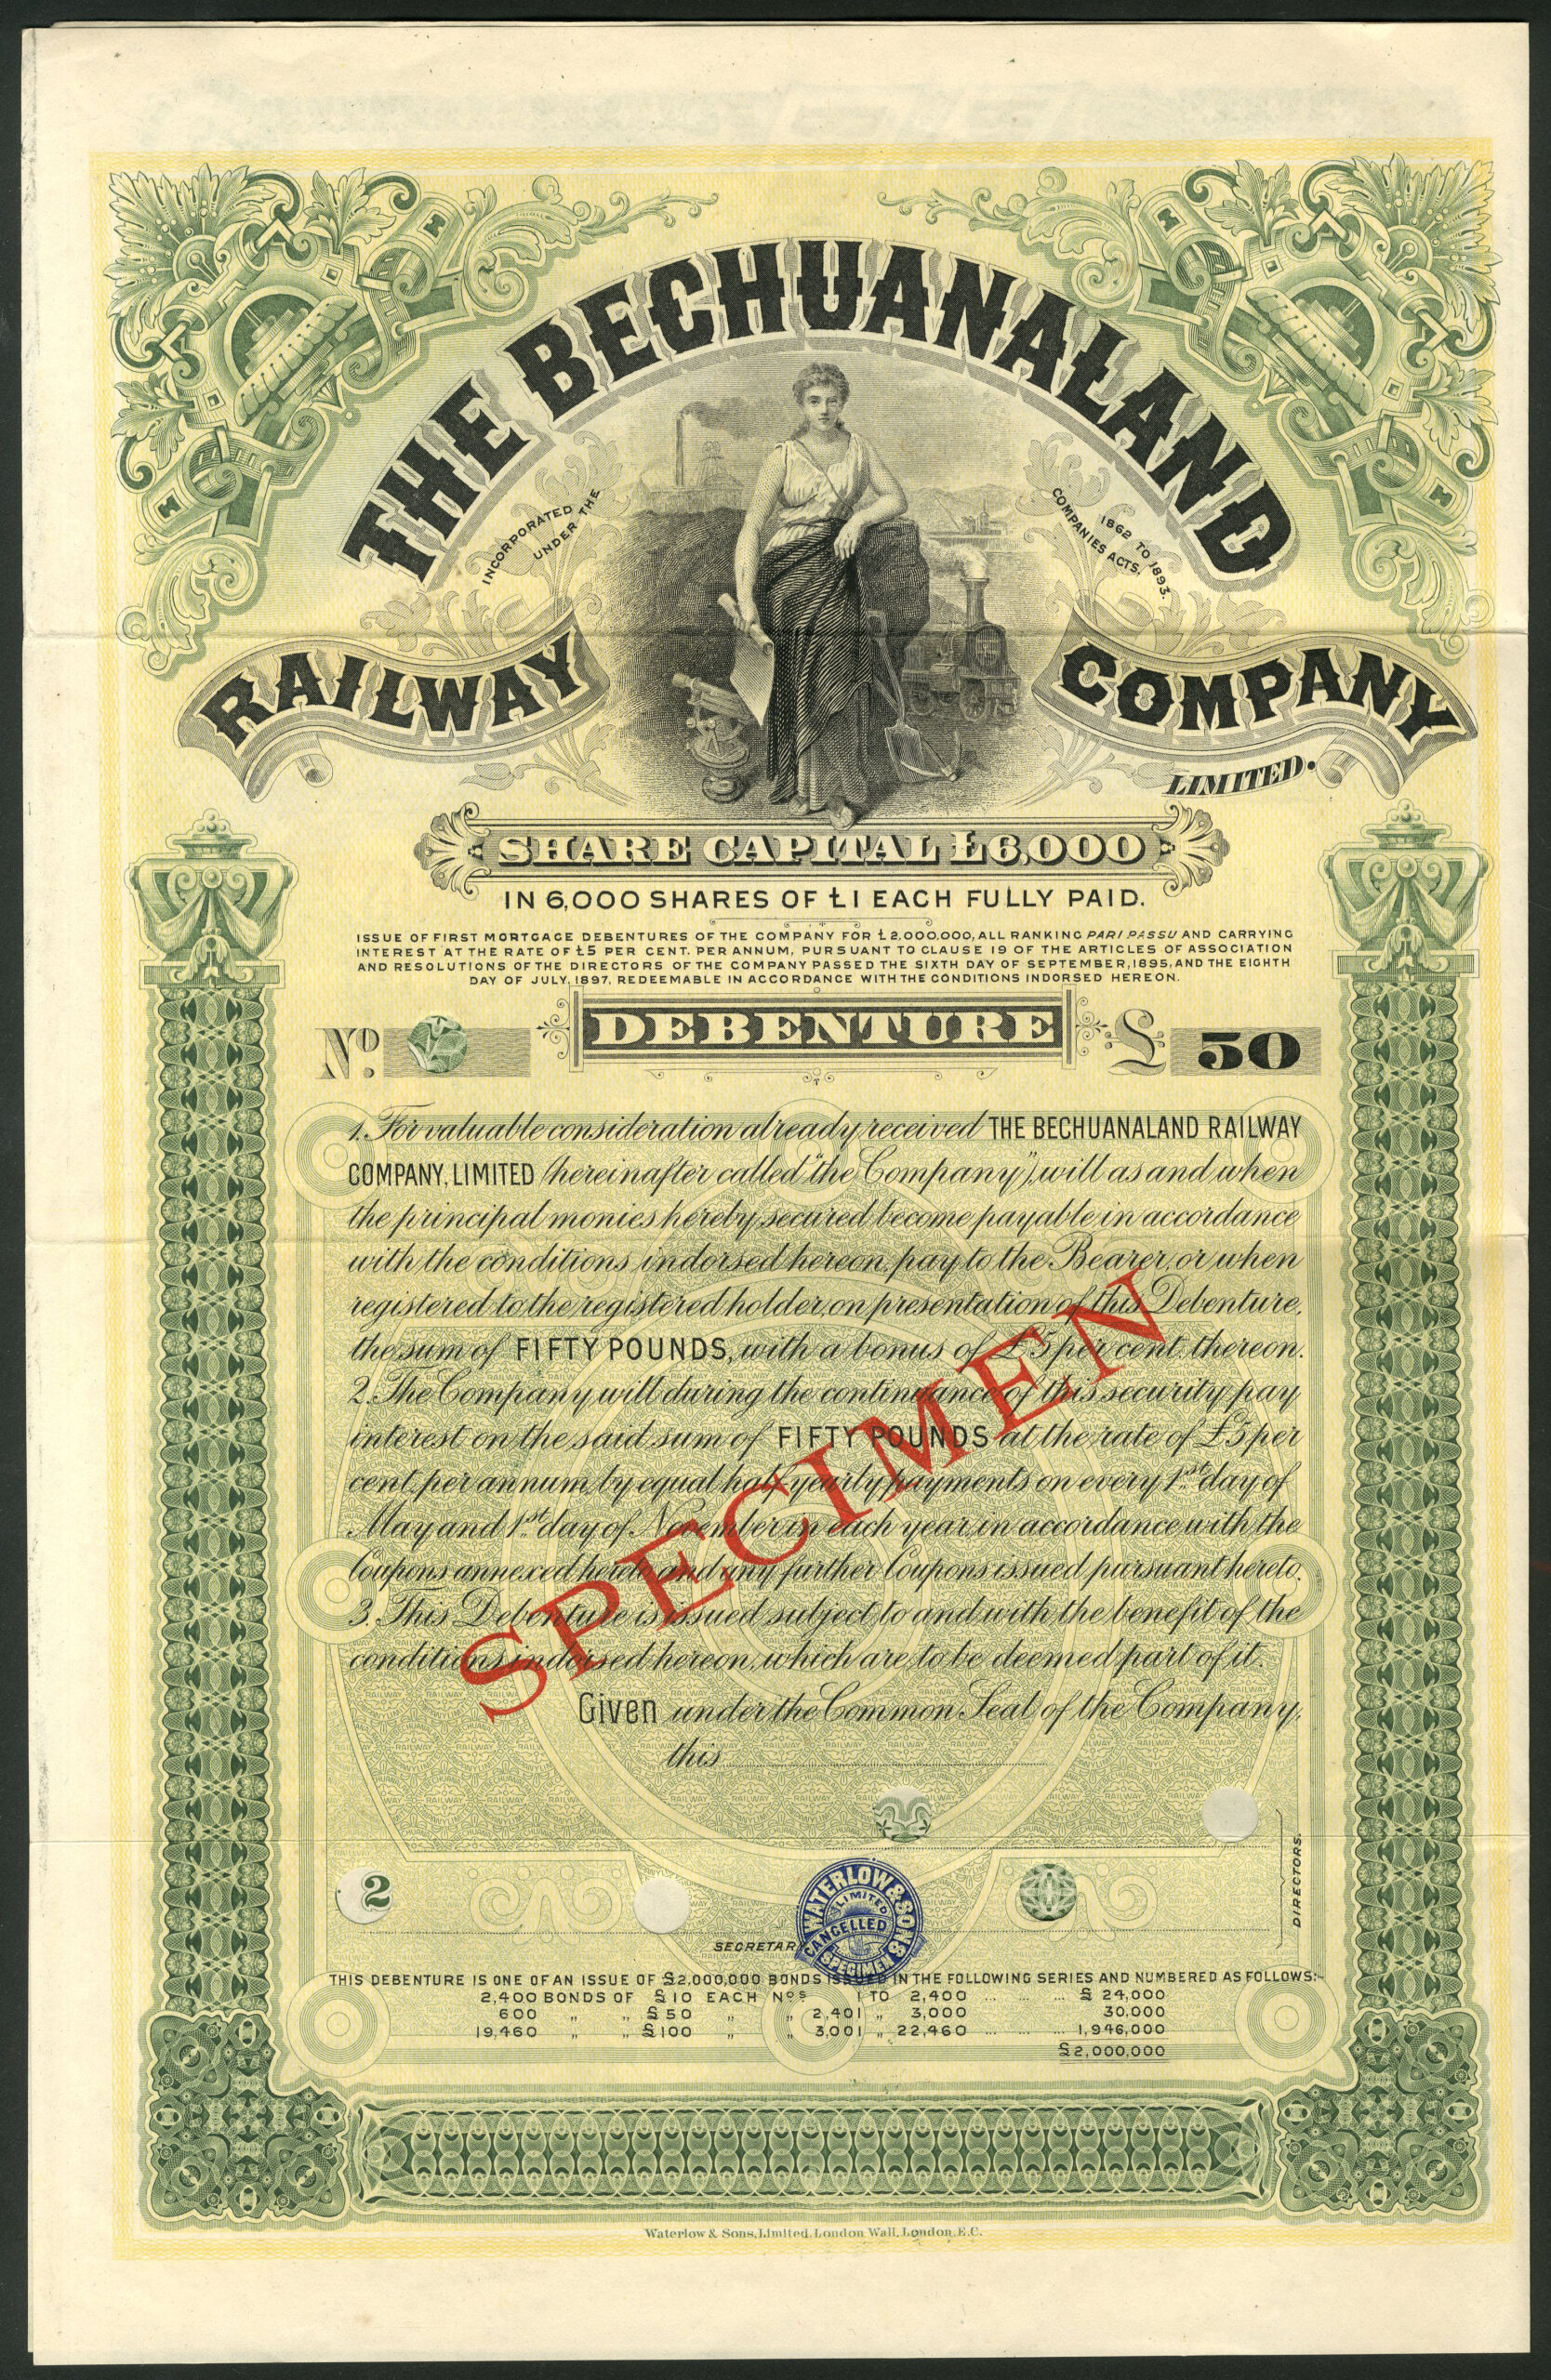 THE BECHUANALAND
INCORPORATED
UNDER THE
COMPANIES ACTS,
1862 TO 1893.
RAILWAY COMPANY
LIMITED.
SHARE CAPITAL £6,000
IN 6,000 SHARES OF £1 EACH FULLY PAID.
ISSUE OF FIRST MORTGAGE DEBENTURES OF THE COMPANY FOR £2,000,000, ALL RANKING PARI PASSU AND CARRYING
INTEREST AT THE RATE OF £5 PER CENT. PER ANNUM, PURSUANT TO CLAUSE 19 OF THE ARTICLES OF ASSOCIATION
AND RESOLUTIONS OF THE DIRECTORS OF THE COMPANY PASSED THE SIXTH DAY OF SEPTEMBER, 1895, AND THE EIGHTH
DAY OF JULY, 1897. REDEEMABLE IN ACCORDANCE WITH THE CONDITIONS INDORSED HEREON.
No. DEBENTURE £ 50
1. For valuable consideration already received THE BECHUANALAND RAILWAY
COMPANY, LIMITED (hereinafter called "the Company"), will as and when
the principal monies hereby secured become payable in accordance
with the conditions indorsed hereon, pay to the Bearer, or when
registered to the registered holder, on presentation of this Debenture,
the sum of FIFTY POUNDS, with a bonus of £5 per cent. thereon.
2. The Company will during the continuance of this security pay
interest on the said sum of FIFTY POUNDS at the rate of £5 per
cent. per annum, by equal half-yearly payments on every 1st day of
May and 1st day of November in each year, in accordance with the
Coupons annexed hereto and any further Coupons issued pursuant hereto.
3. This Debenture is issued subject to and with the benefit of the
conditions indorsed hereon, which are to be deemed part of it.
Given under the Common Seal of the Company,
this
SPECIMEN
2
DIRECTORS.
SECRETARY
WATERLOW & SONS
LIMITED
CANCELLED
SPECIMEN
THIS DEBENTURE IS ONE OF AN ISSUE OF £2,000,000 BONDS ISSUED IN THE FOLLOWING SERIES AND NUMBERED AS FOLLOWS:-
2,400 BONDS OF £10 EACH Nos 1 TO 2,400 ... ... ... £ 24,000
600 " " £50 " " 2,401 " 3,000 30,000
19,460 " " £100 " " 3,001 " 22,460 ... ... ... 1,946,000
£2,000,000
Waterlow & Sons, Limited, London Wall, London, E.C.